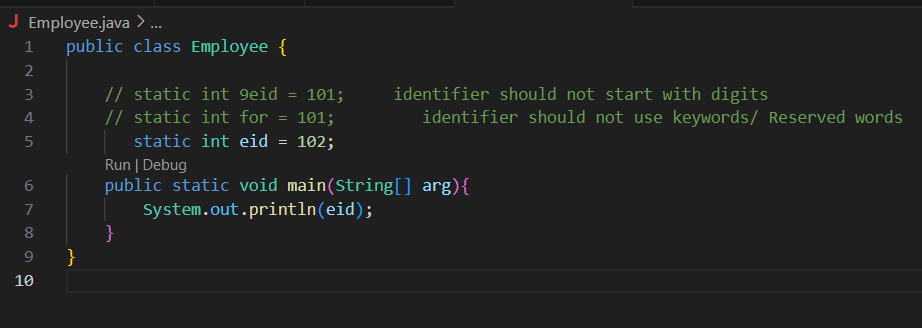 J Employee.java > ...
1 public class Employee {
2
3 // static int 9eid = 101;     identifier should not start with digits
4 // static int for = 101;         identifier should not use keywords/ Reserved words
5 static int eid = 102;
Run | Debug
6 public static void main(String[] arg){
7 System.out.println(eid);
8 }
9 }
10